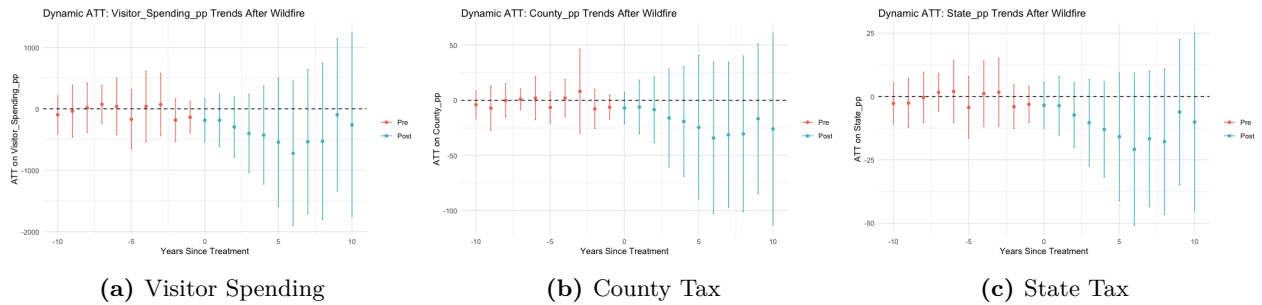 Dynamic ATT: Visitor_Spending_pp Trends After Wildfire
ATT on Visitor_Spending_pp
1000
0
-1000
-2000
-10
-5
0
5
10
Years Since Treatment
Pre
Post
(a) Visitor Spending
Dynamic ATT: County_pp Trends After Wildfire
ATT on County_pp
50
0
-50
-100
-10
-5
0
5
10
Years Since Treatment
Pre
Post
(b) County Tax
Dynamic ATT: State_pp Trends After Wildfire
ATT on State_pp
25
0
-25
-50
-10
-5
0
5
10
Years Since Treatment
Pre
Post
(c) State Tax